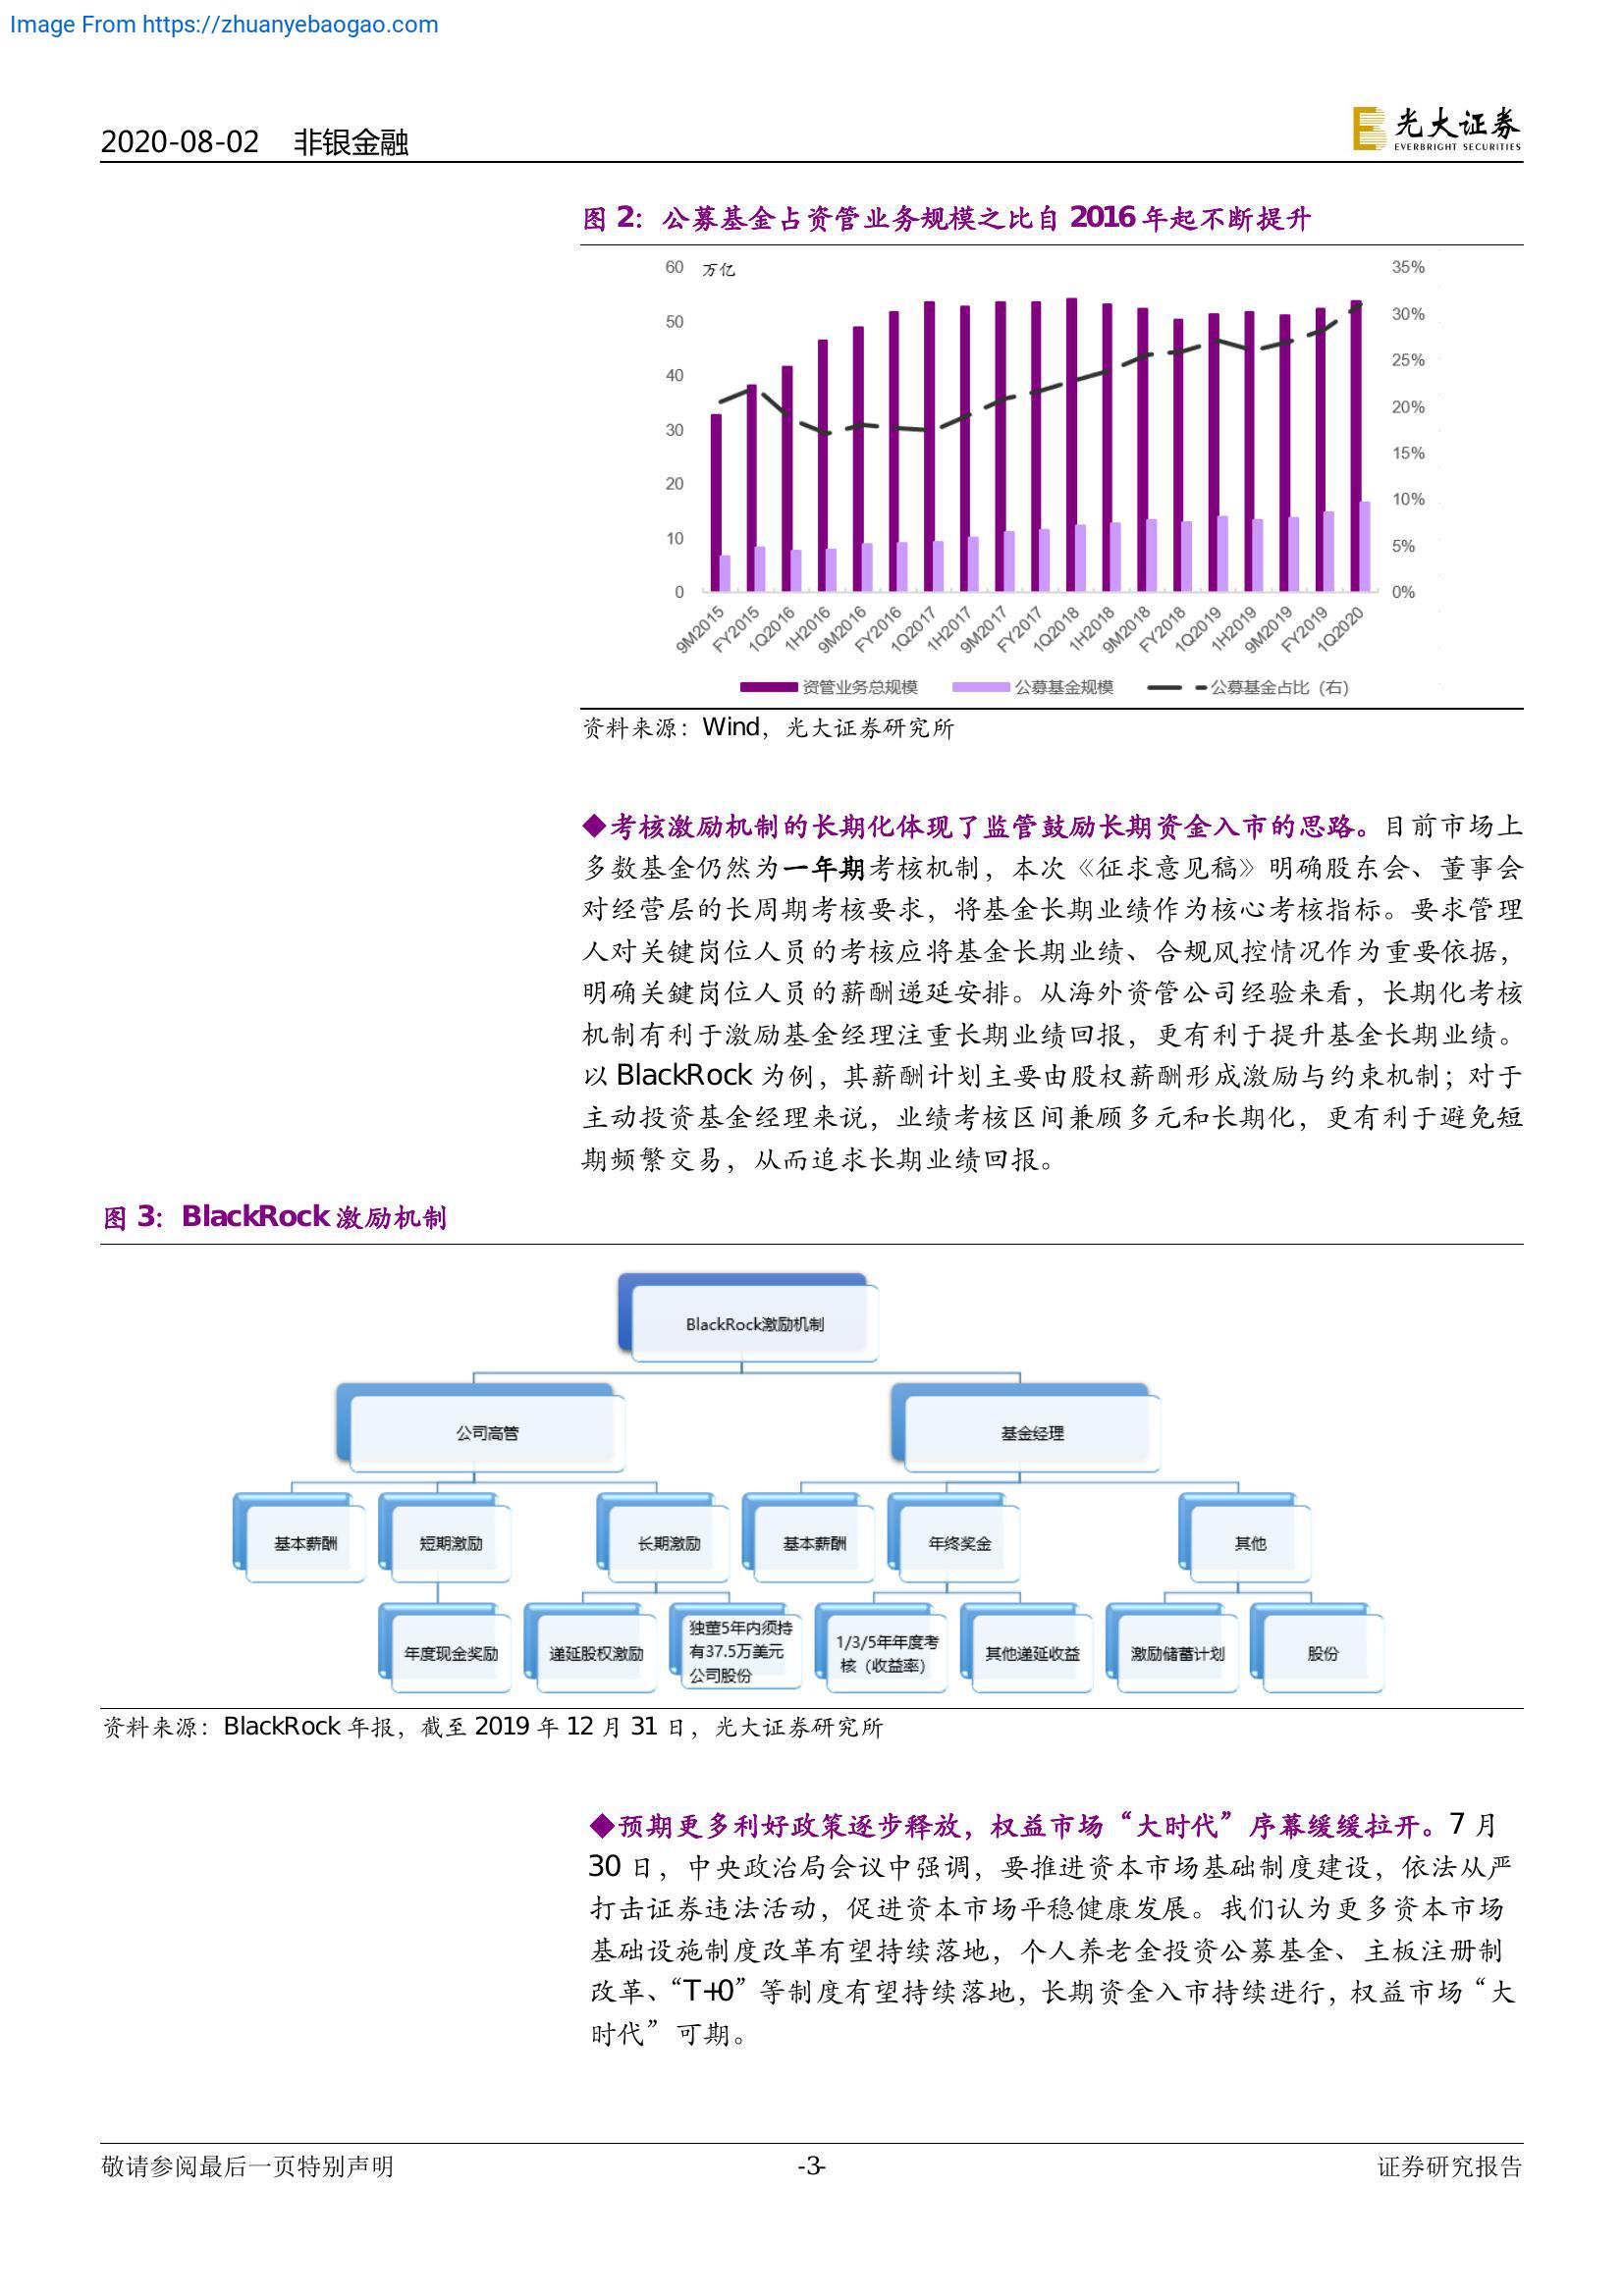 Image From https://zhuanyebaogao.com
2020-08-02 非银金融
光大证券
EVERBRIGHT SECURITIES
图 2：公募基金占资管业务规模之比自 2016 年起不断提升
万亿
60
50
40
30
20
10
0
35%
30%
25%
20%
15%
10%
5%
0%
9M2015 FY2015 1Q2016 1H2016 9M2016 FY2016 1Q2017 1H2017 9M2017 FY2017 1Q2018 1H2018 9M2018 FY2018 1Q2019 1H2019 9M2019 FY2019 1Q2020
资管业务总规模 公募基金规模 公募基金占比（右）
资料来源：Wind，光大证券研究所
◆考核激励机制的长期化体现了监管鼓励长期资金入市的思路。目前市场上
多数基金仍然为一年期考核机制，本次《征求意见稿》明确股东会、董事会
对经营层的长周期考核要求，将基金长期业绩作为核心考核指标。要求管理
人对关键岗位人员的考核应将基金长期业绩、合规风控情况作为重要依据，
明确关鍵岗位人员的薪酬递延安排。从海外资管公司经验来看，长期化考核
机制有利于激励基金经理注重长期业绩回报，更有利于提升基金长期业绩。
以 BlackRock 为例，其薪酬计划主要由股权薪酬形成激励与约束机制；对于
主动投资基金经理来说，业绩考核区间兼顾多元和长期化，更有利于避免短
期频繁交易，从而追求长期业绩回报。
图 3：BlackRock 激励机制
BlackRock激励机制
公司高管 基金经理
基本薪酬 短期激励 长期激励 基本薪酬 年终奖金 其他
年度现金奖励 递延股权激励
独董5年内须持
有37.5万美元
公司股份
1/3/5年年度考
核（收益率）
其他递延收益 激励储蓄计划 股份
资料来源：BlackRock 年报，截至 2019 年 12 月 31 日，光大证券研究所
◆预期更多利好政策逐步释放，权益市场“大时代”序幕缓缓拉开。7 月
30 日，中央政治局会议中强调，要推进资本市场基础制度建设，依法从严
打击证券违法活动，促进资本市场平稳健康发展。我们认为更多资本市场
基础设施制度改革有望持续落地，个人养老金投资公募基金、主板注册制
改革、“T+0”等制度有望持续落地，长期资金入市持续进行，权益市场“大
时代”可期。
敬请参阅最后一页特别声明 -3- 证券研究报告